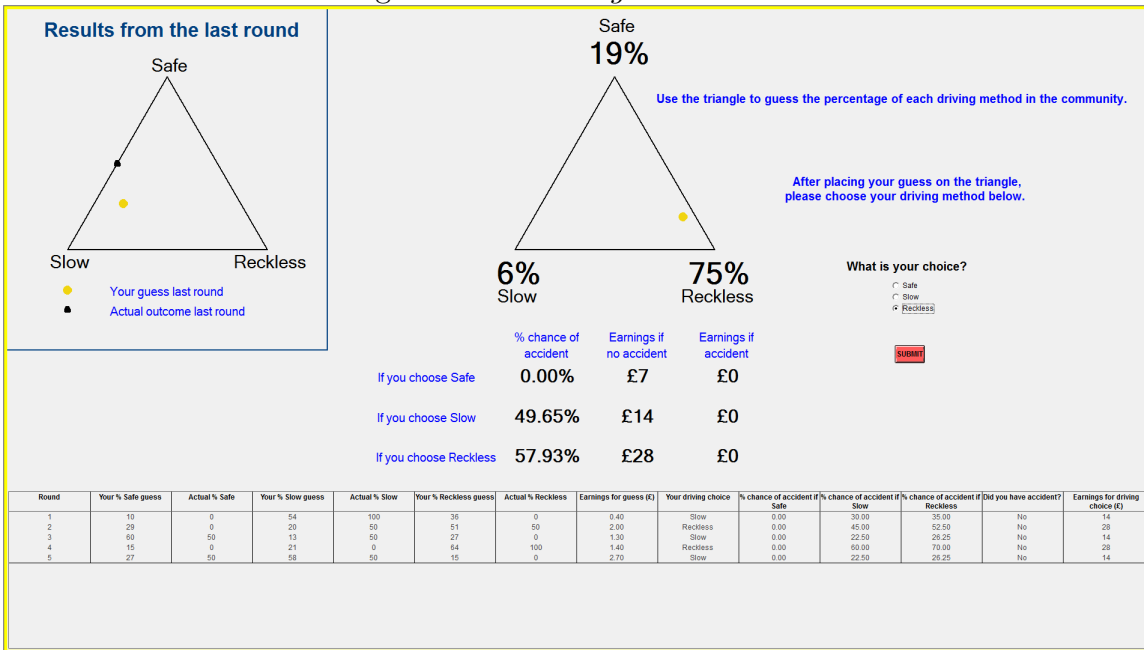 Results from the last round
Safe
Slow
Reckless
Your guess last round
Actual outcome last round
Safe
19%
Use the triangle to guess the percentage of each driving method in the community.
After placing your guess on the triangle,
please choose your driving method below.
6%
Slow
75%
Reckless
What is your choice?
Safe
Slow
Reckless
SUBMIT
% chance of accident Earnings if no accident Earnings if accident
If you choose Safe 0.00% £7 £0
If you choose Slow 49.65% £14 £0
If you choose Reckless 57.93% £28 £0
Round Your % Safe guess Actual % Safe Your % Slow guess Actual % Slow Your % Reckless guess Actual % Reckless Earnings for guess (£) Your driving choice % chance of accident if Safe % chance of accident if Slow % chance of accident if Reckless Did you have accident? Earnings for driving choice (£)
1 10 0 54 100 36 0 0.40 Slow 0.00 30.00 35.00 No 14
2 29 0 20 50 51 50 2.00 Reckless 0.00 45.00 52.50 No 28
3 60 50 13 50 27 0 1.30 Slow 0.00 22.50 26.25 No 14
4 15 0 21 0 64 100 1.40 Reckless 0.00 60.00 70.00 No 28
5 27 50 58 50 15 0 2.70 Slow 0.00 22.50 26.25 No 14